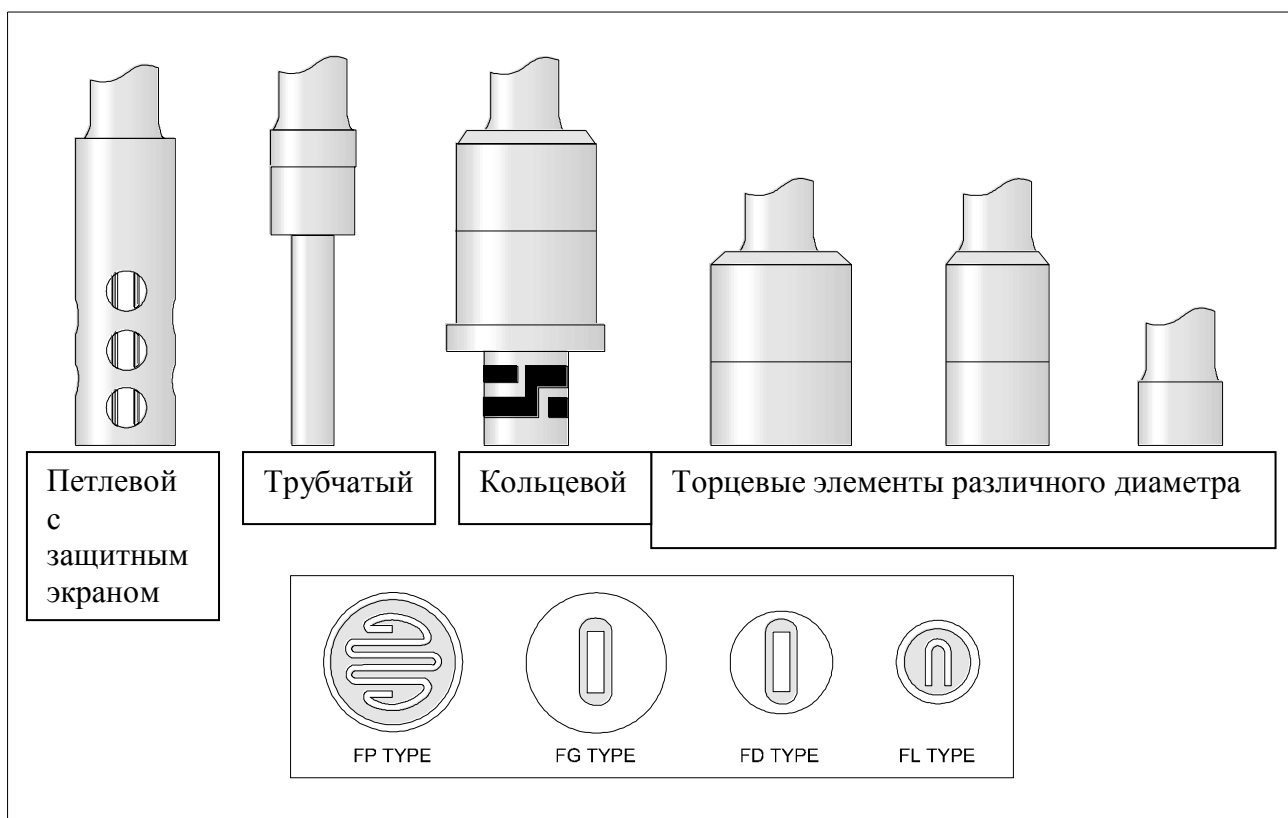 Петлевой
с
защитным
экраном
Трубчатый
Кольцевой
Торцевые элементы различного диаметра
FP TYPE
FG TYPE
FD TYPE
FL TYPE